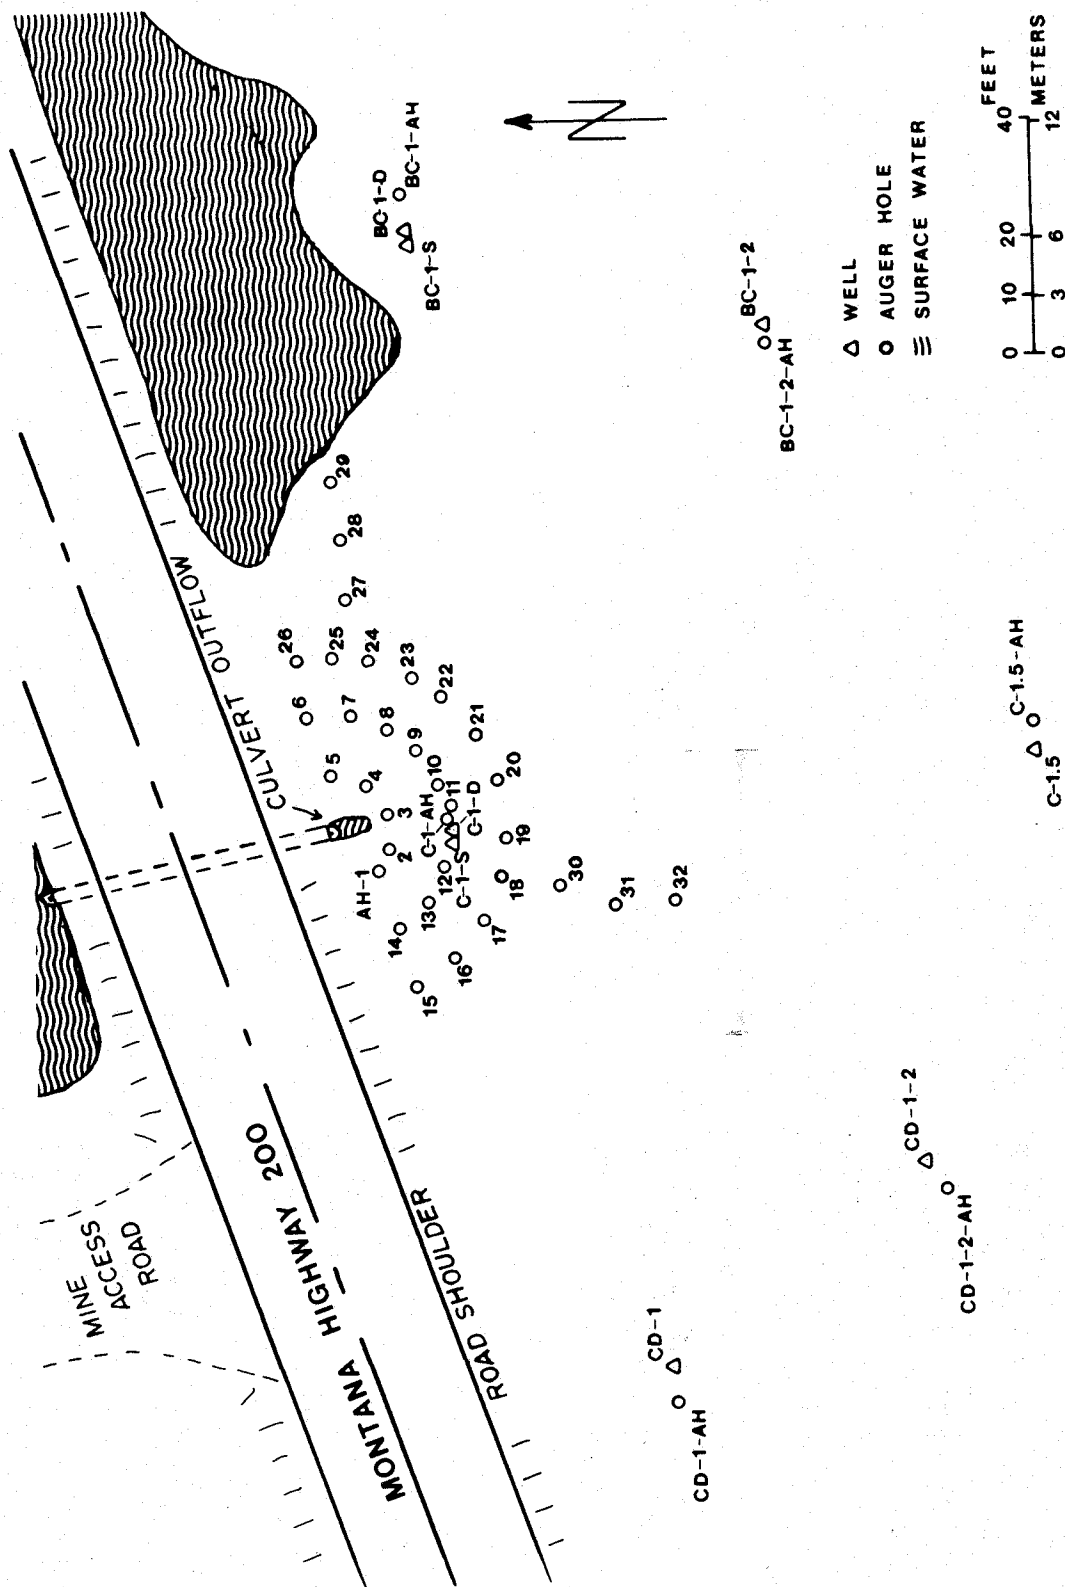 MINE
ACCESS
ROAD
MONTANA HIGHWAY 200
ROAD SHOULDER
CULVERT OUTFLOW
AH-1
2
3
4
5
6
7
8
9
10
11
12
13
14
15
16
17
18
19
20
21
22
23
24
25
26
27
28
29
30
31
32
C-1-AH
C-1-S
C-1-D
BC-1-D
BC-1-AH
BC-1-S
BC-1-2
BC-1-2-AH
C-1.5-AH
C-1.5
CD-1-2
CD-1-2-AH
CD-1
CD-1-AH
N
WELL
AUGER HOLE
SURFACE WATER
0 10 20 40 FEET
0 3 6 12 METERS